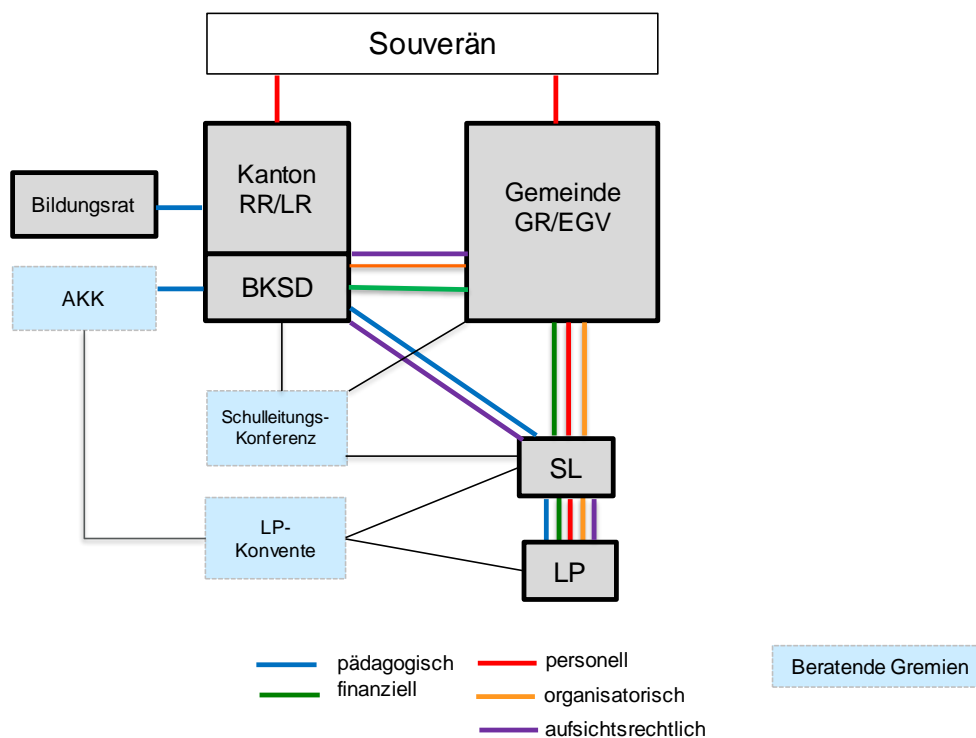 Souverän
Kanton
RR/LR
Gemeinde
GR/EGV
Bildungsrat
BKSD
AKK
Schulleitungs-
Konferenz
SL
LP-
Konvente
LP
pädagogisch
personell
finanziell
organisatorisch
aufsichtsrechtlich
Beratende Gremien